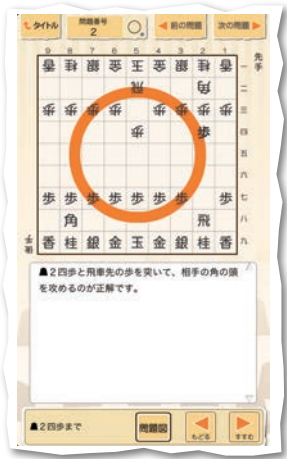 タイトル
問題番号
2
前の問題
次の問題
9 8 7 6 5 4 3 2 1
先手
香 桂 銀 金 王 金 銀 桂 香 一
飛 角 二
歩 歩 歩 歩 歩 歩 歩 歩 三
歩 歩 四
五
六
歩 歩 歩 歩 歩 歩 歩 歩 七
角 飛 八
香 桂 銀 金 玉 金 銀 桂 香 九
後手
☗2四歩と飛車先の歩を突いて、相手の角の頭
を攻めるのが正解です。
☗2四歩まで
問題図
もどる
すすむ